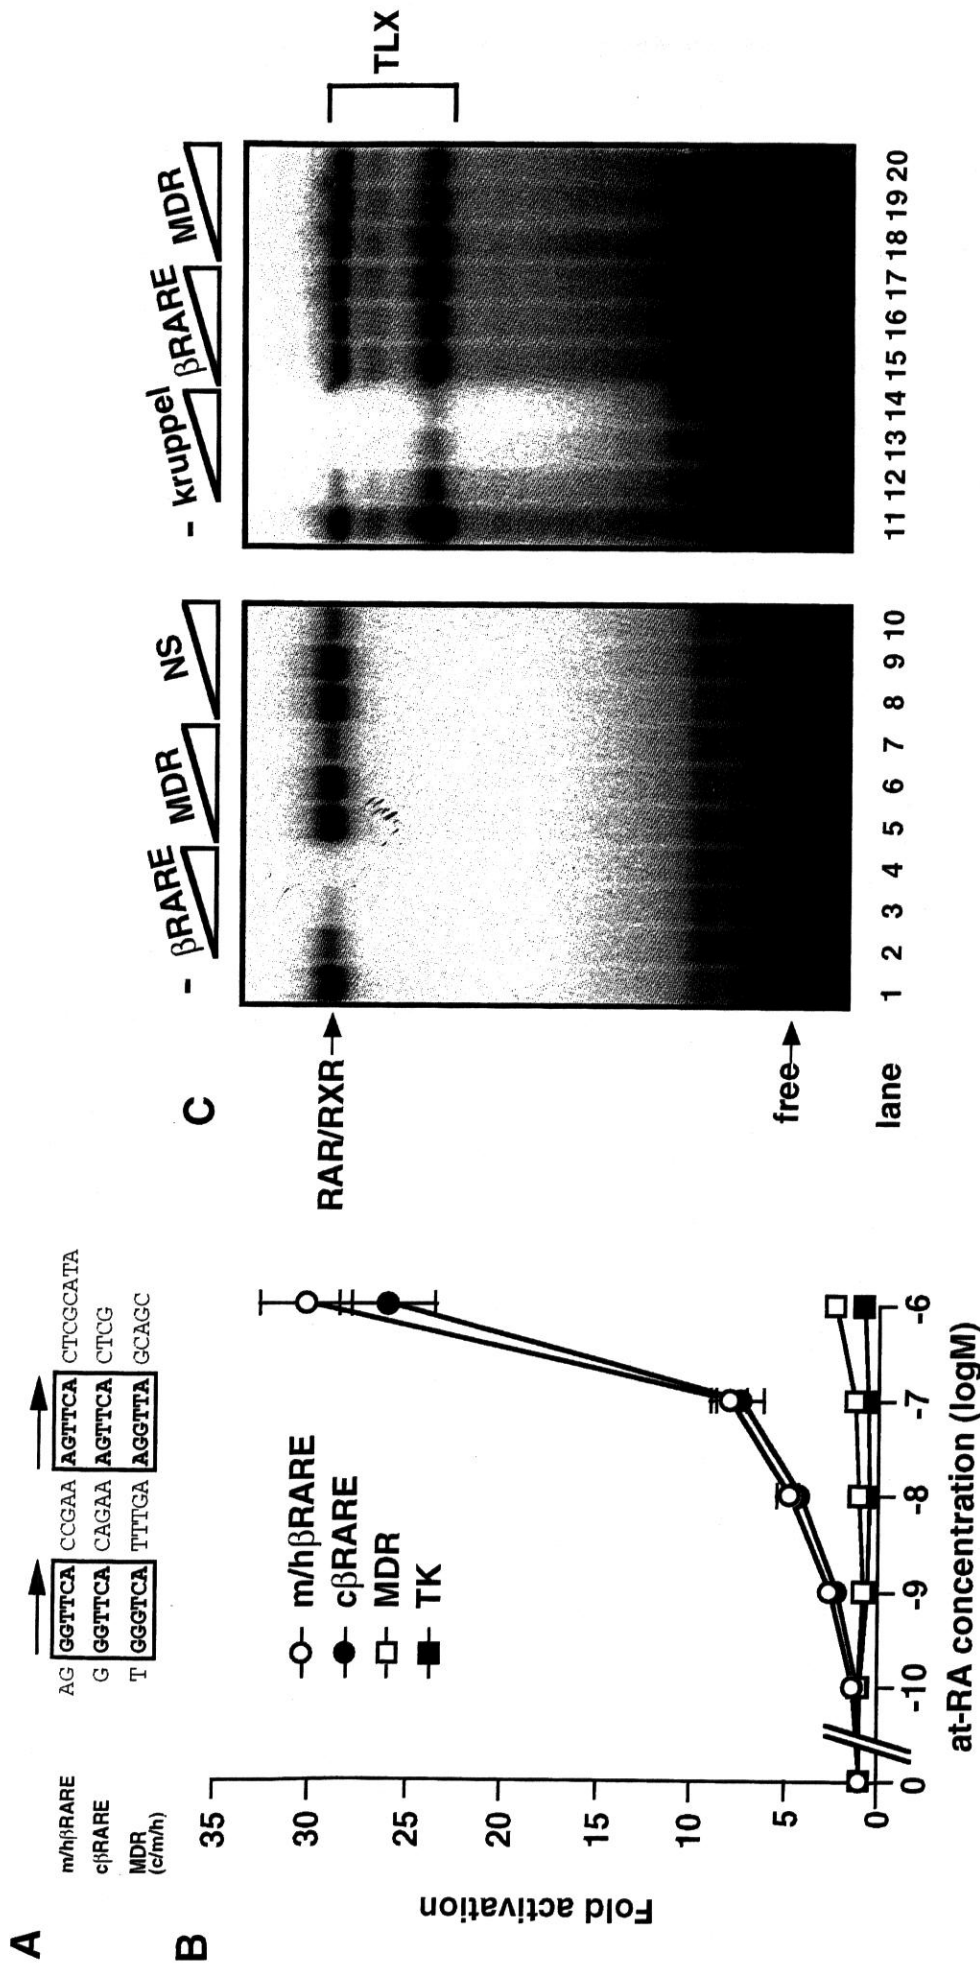 A
m/hβRARE AG GGTTCA CCGAA AGTTCA CTCGCATA
cβRARE G GGTTCA CAGAA AGTTCA CTCG
MDR T GGGTCA TTTGA AGGTTA GCAGC
(c/m/h)
B
Fold activation
35
30
25
20
15
10
5
0
m/hβRARE
cβRARE
MDR
TK
0 -10 -9 -8 -7 -6
at-RA concentration (logM)
C
- βRARE MDR NS
- kruppel βRARE MDR
RAR/RXR
TLX
free
lane
1 2 3 4 5 6 7 8 9 10
11 12 13 14 15 16 17 18 19 20